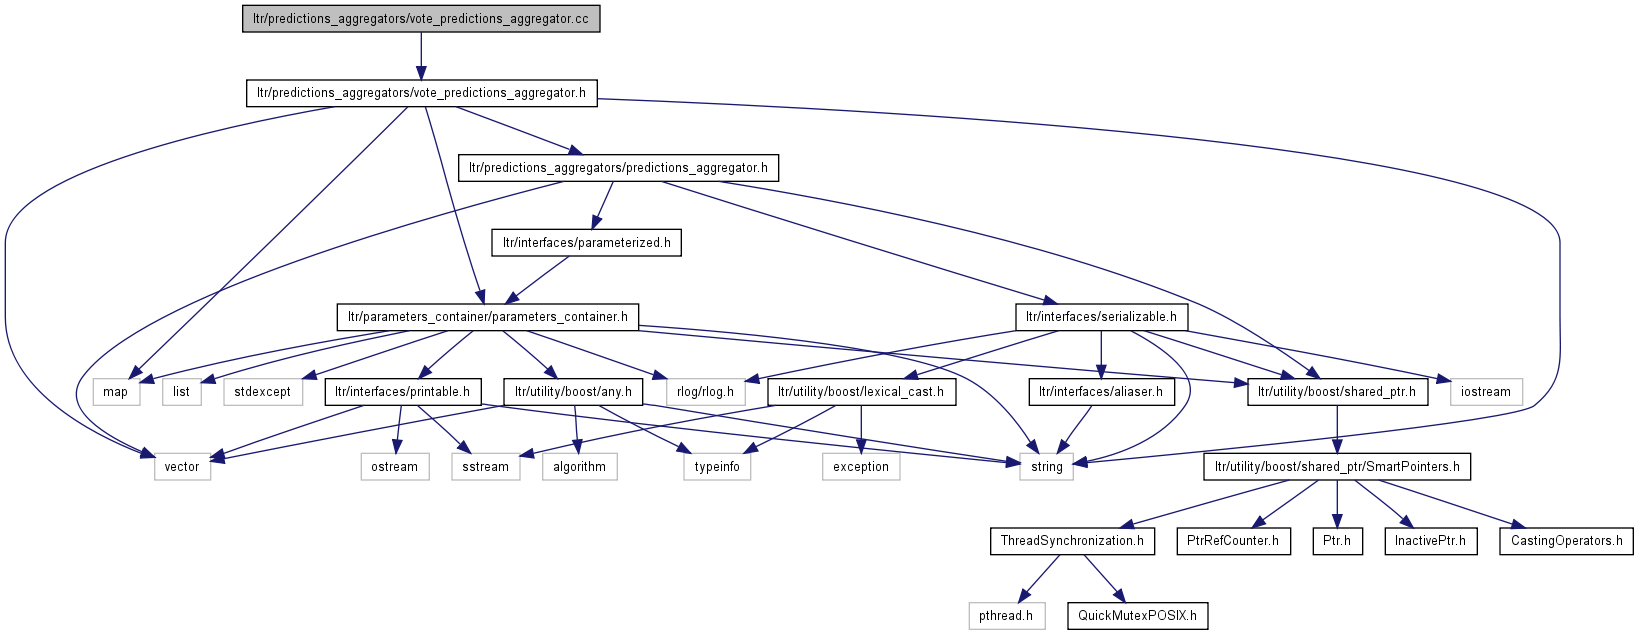 ltr/predictions_aggregators/vote_predictions_aggregator.cc
ltr/predictions_aggregators/vote_predictions_aggregator.h
ltr/predictions_aggregators/predictions_aggregator.h
ltr/interfaces/parameterized.h
ltr/parameters_container/parameters_container.h
ltr/interfaces/serializable.h
map
list
stdexcept
ltr/interfaces/printable.h
ltr/utility/boost/any.h
rlog/rlog.h
ltr/utility/boost/lexical_cast.h
ltr/interfaces/aliaser.h
ltr/utility/boost/shared_ptr.h
iostream
vector
ostream
sstream
algorithm
typeinfo
exception
string
ltr/utility/boost/shared_ptr/SmartPointers.h
ThreadSynchronization.h
PtrRefCounter.h
Ptr.h
InactivePtr.h
CastingOperators.h
pthread.h
QuickMutexPOSIX.h